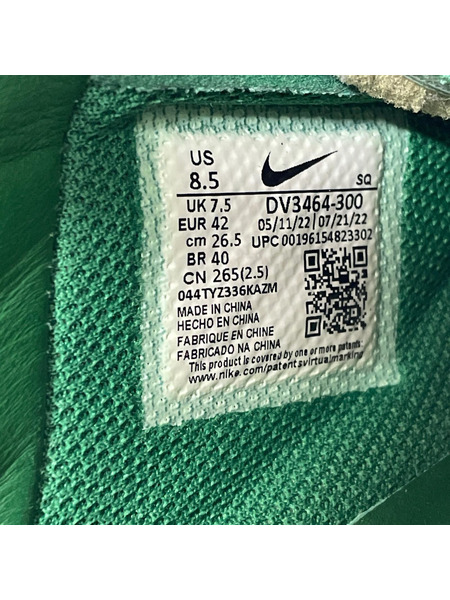 US
8.5
SQ
UK 7.5
DV3464-300
EUR 42
05/11/22 | 07/21/22
cm 26.5
UPC 00196154823302
BR 40
CN 265(2.5)
044TYZ336KAZM
MADE IN CHINA
HECHO EN CHINA
FABRIQUE EN CHINE
FABRICADO NA CHINA
This product is covered by one or more patents:
www.nike.com/patentsvirtualmarking